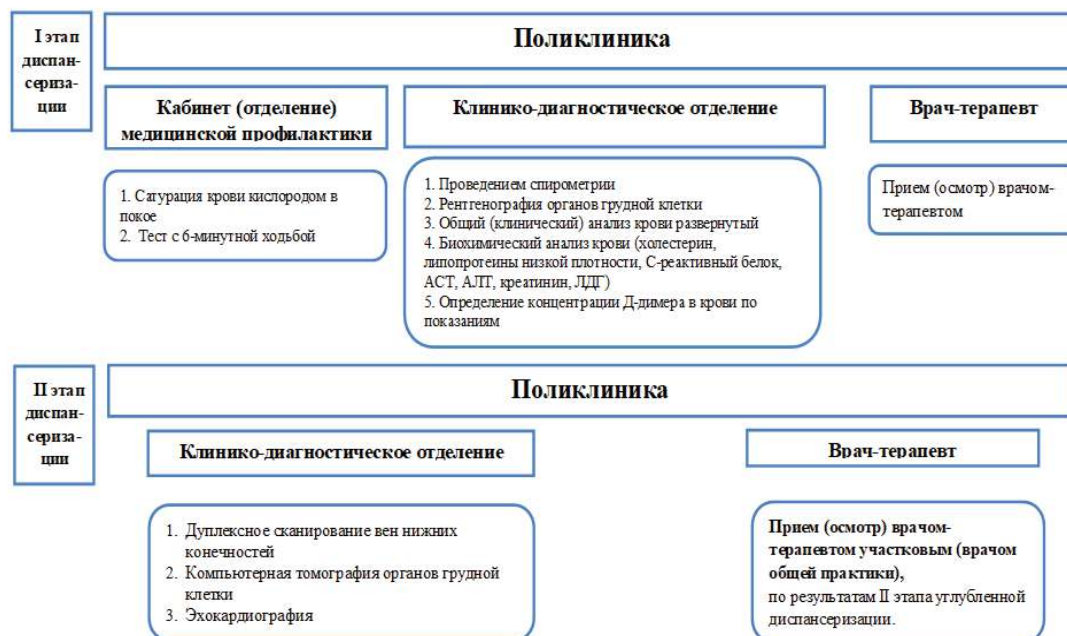 I этап
диспан-
сериза-
ции
Поликлиника
Кабинет (отделение)
медицинской профилактики
Клинико-диагностическое отделение
Врач-терапевт
1. Сатурация крови кислородом в
покое
2. Тест с 6-минутной ходьбой
1. Проведением спирометрии
2. Рентгенография органов грудной клетки
3. Общий (клинический) анализ крови развернутый
4. Биохимический анализ крови (холестерин,
липопротеины низкой плотности, С-реактивный белок,
АСТ, АЛТ, креатинин, ЛДГ)
5. Определение концентрации Д-димера в крови по
показаниям
Прием (осмотр) врачом-
терапевтом
II этап
диспан-
сериза-
ции
Поликлиника
Клинико-диагностическое отделение
Врач-терапевт
1. Дуплексное сканирование вен нижних
конечностей
2. Компьютерная томография органов грудной
клетки
3. Эхокардиография
Прием (осмотр) врачом-
терапевтом участковым (врачом
общей практики),
по результатам II этапа углубленной
диспансеризации.